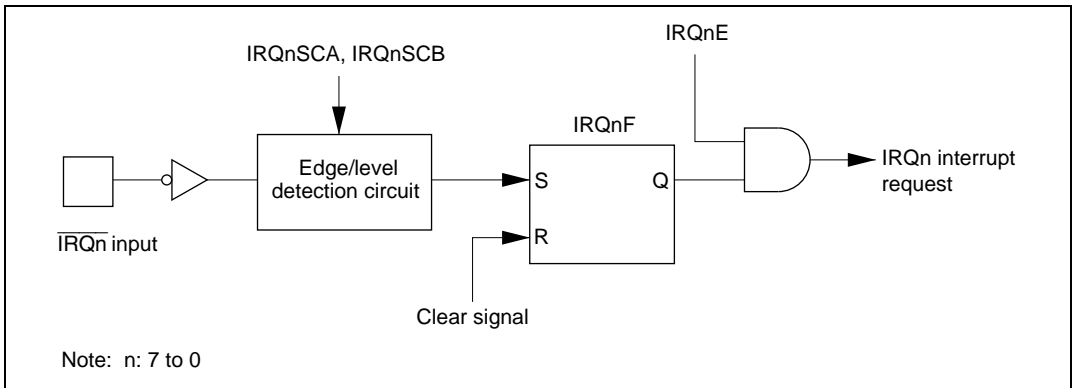 IRQnE
IRQnSCA, IRQnSCB
IRQnF
Edge/level
detection circuit
S
Q
IRQn interrupt
request
R
IRQn input
Clear signal
Note: n: 7 to 0